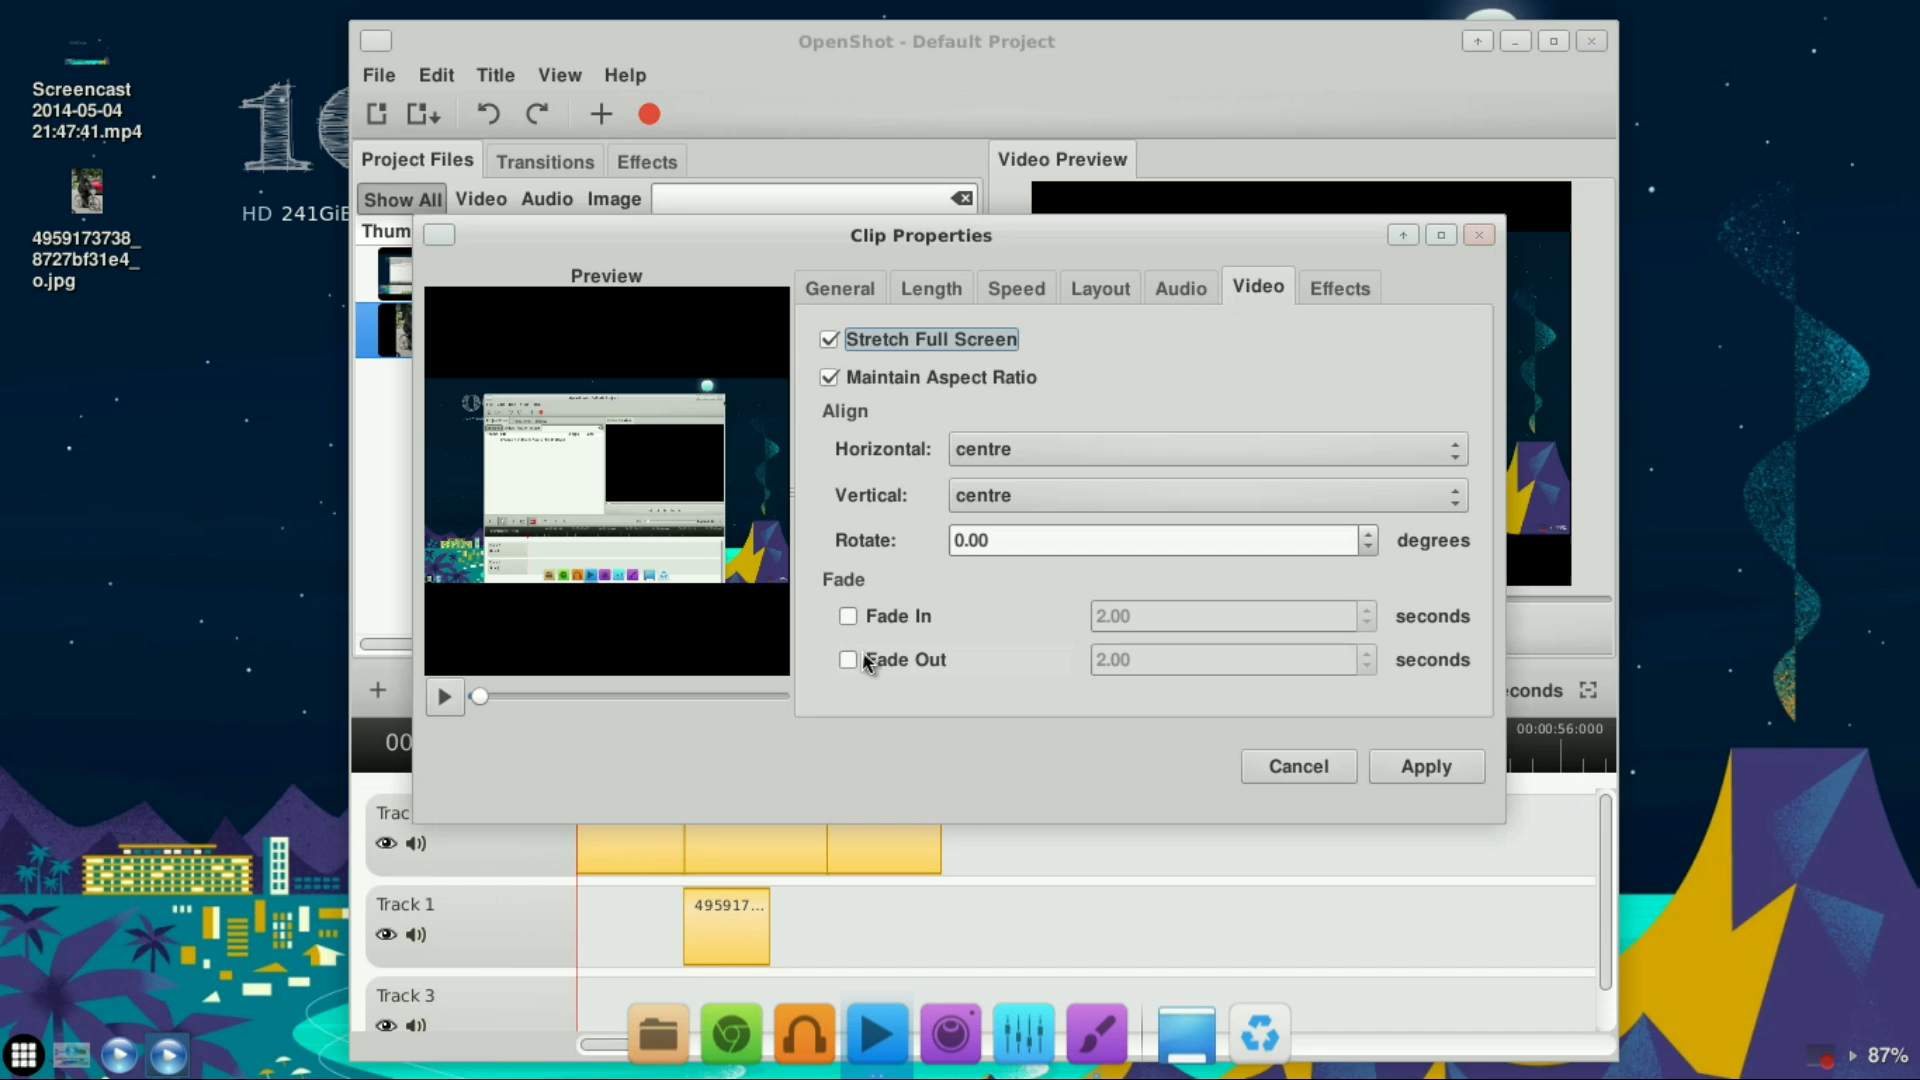 Screencast
2014-05-04
21:47:41.mp4
4959173738_
8727bf31e4_
o.jpg
HD 241GiB
OpenShot - Default Project
File Edit Title View Help
Project Files Transitions Effects
Video Preview
Show All Video Audio Image
Thum
Clip Properties
Preview
General Length Speed Layout Audio Video Effects
Stretch Full Screen
Maintain Aspect Ratio
Align
Horizontal: centre
Vertical: centre
Rotate: 0.00 degrees
Fade
Fade In 2.00 seconds
Fade Out 2.00 seconds
Cancel Apply
conds
00
00:00:56:000
Trac
Track 1
495917...
Track 3
87%